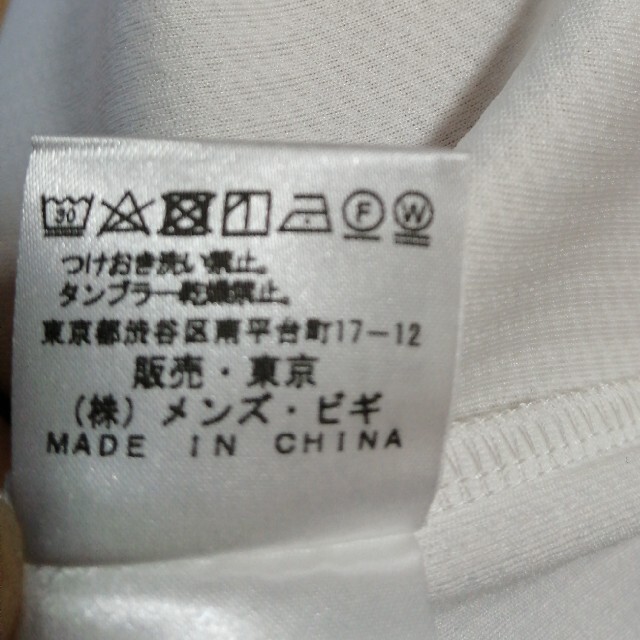 30 F W
つけおき洗い禁止。
タンブラー乾燥禁止。
東京都渋谷区南平台町17-12
販売・東京
(株) メンズ・ビギ
MADE IN CHINA